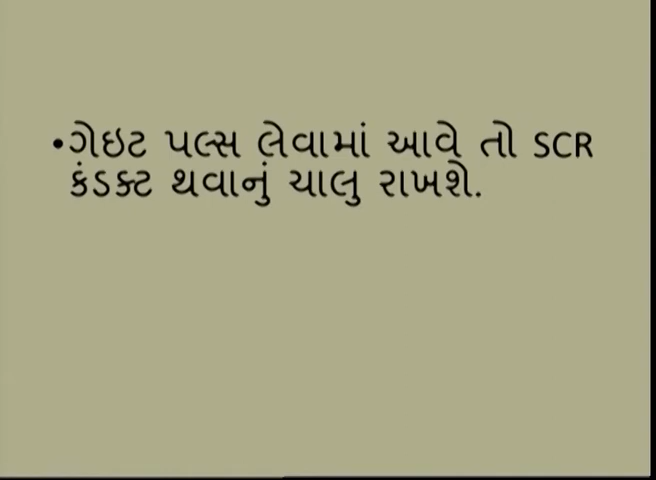 •ગેઇટ પલ્સ લેવામાં આવે તો SCR
કંડક્ટ થવાનું ચાલુ રાખશે.